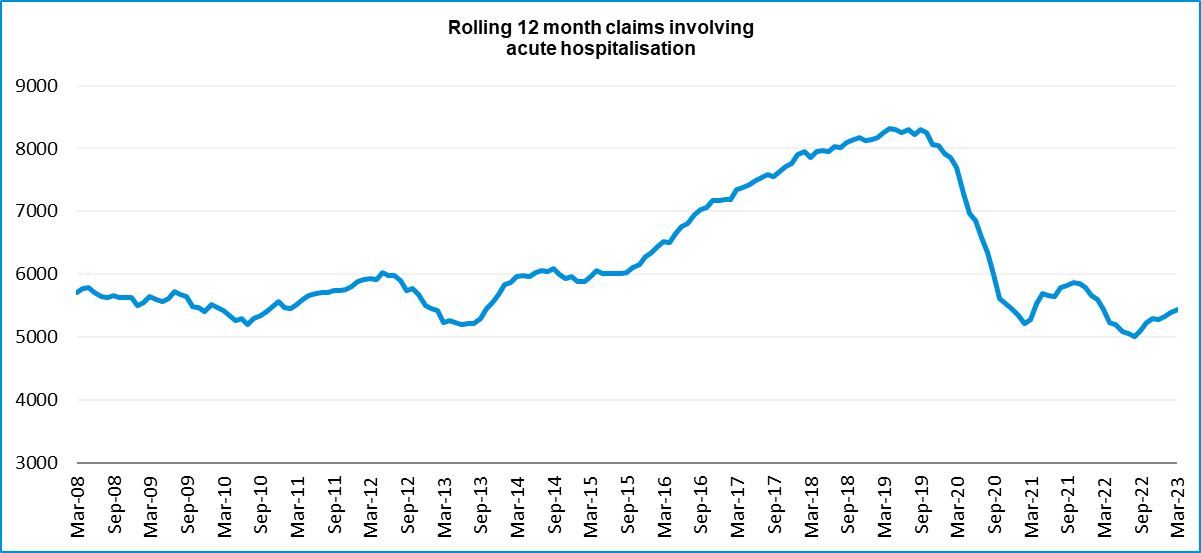 Rolling 12 month claims involving
acute hospitalisation
9000
8000
7000
6000
5000
4000
3000
Mar-08
Sep-08
Mar-09
Sep-09
Mar-10
Sep-10
Mar-11
Sep-11
Mar-12
Sep-12
Mar-13
Sep-13
Mar-14
Sep-14
Mar-15
Sep-15
Mar-16
Sep-16
Mar-17
Sep-17
Mar-18
Sep-18
Mar-19
Sep-19
Mar-20
Sep-20
Mar-21
Sep-21
Mar-22
Sep-22
Mar-23